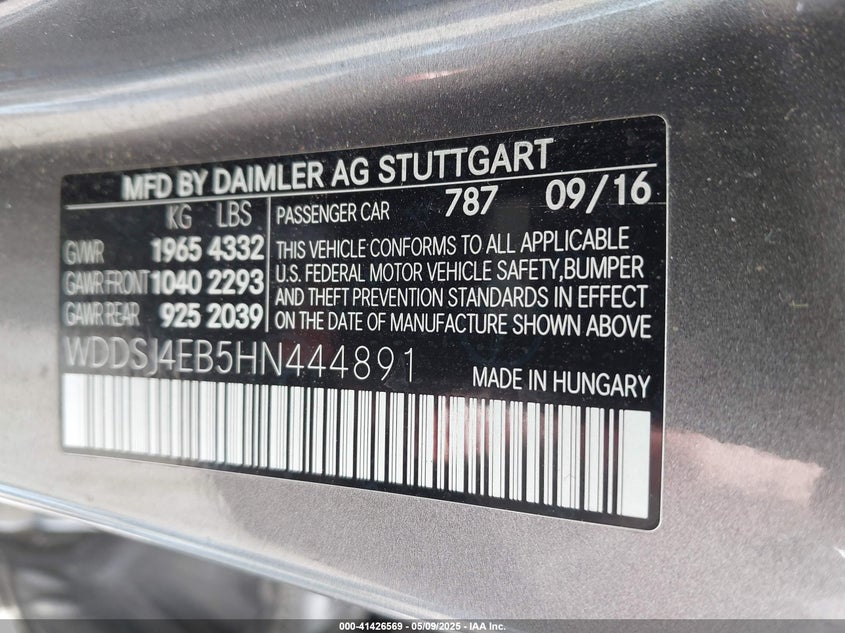 MFD BY DAIMLER AG STUTTGART
KG LBS
GVWR 1965 4332
GAWR FRONT 1040 2293
GAWR REAR 925 2039
PASSENGER CAR 787 09/16
THIS VEHICLE CONFORMS TO ALL APPLICABLE
U.S. FEDERAL MOTOR VEHICLE SAFETY,BUMPER
AND THEFT PREVENTION STANDARDS IN EFFECT
ON THE DATE OF MANUFACTURE SHOWN ABOVE
WDDSJ4EB5HN444891
MADE IN HUNGARY
000-41426569 — 05/09/2025 — IAA Inc.